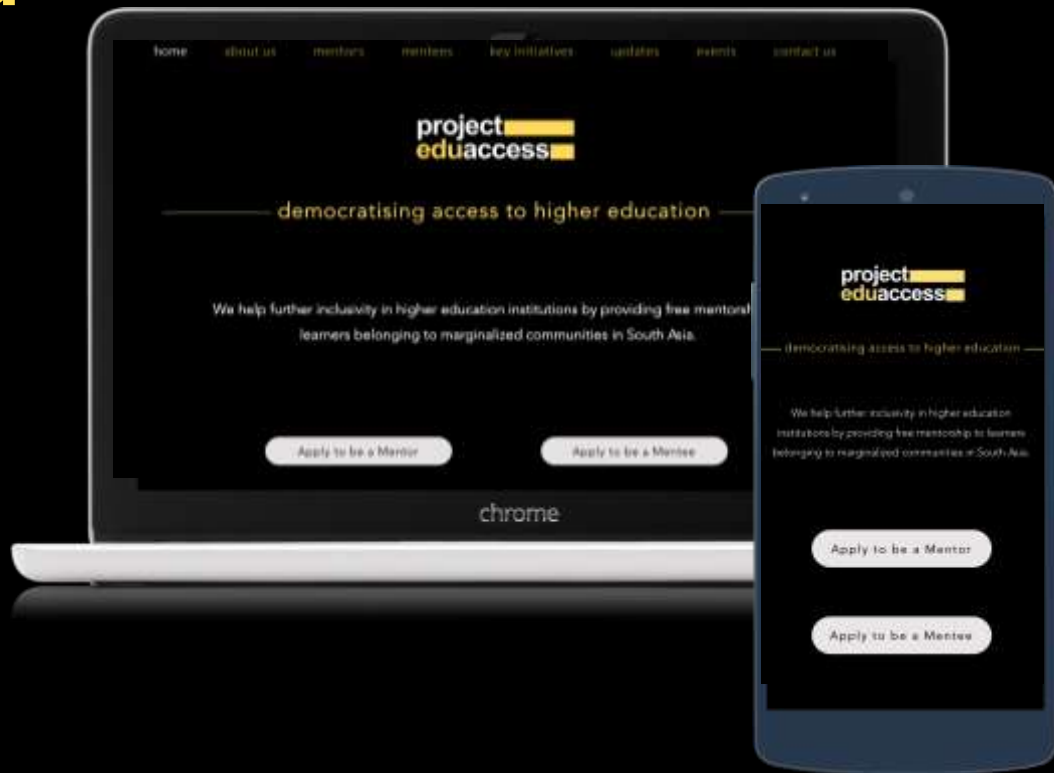 home about us mentors mentees key initiatives updates events contact us
project
eduaccess
democratising access to higher education
We help further inclusivity in higher education institutions by providing free
learners belonging to marginalized communities in South Asia.
Apply to be a Mentor Apply to be a Mentee
chrome
project
eduaccess
democratising access to higher education
We help further inclusivity in higher education
institutions by providing free mentorship to learners
belonging to marginalized communities in South Asia.
Apply to be a Mentor
Apply to be a Mentee